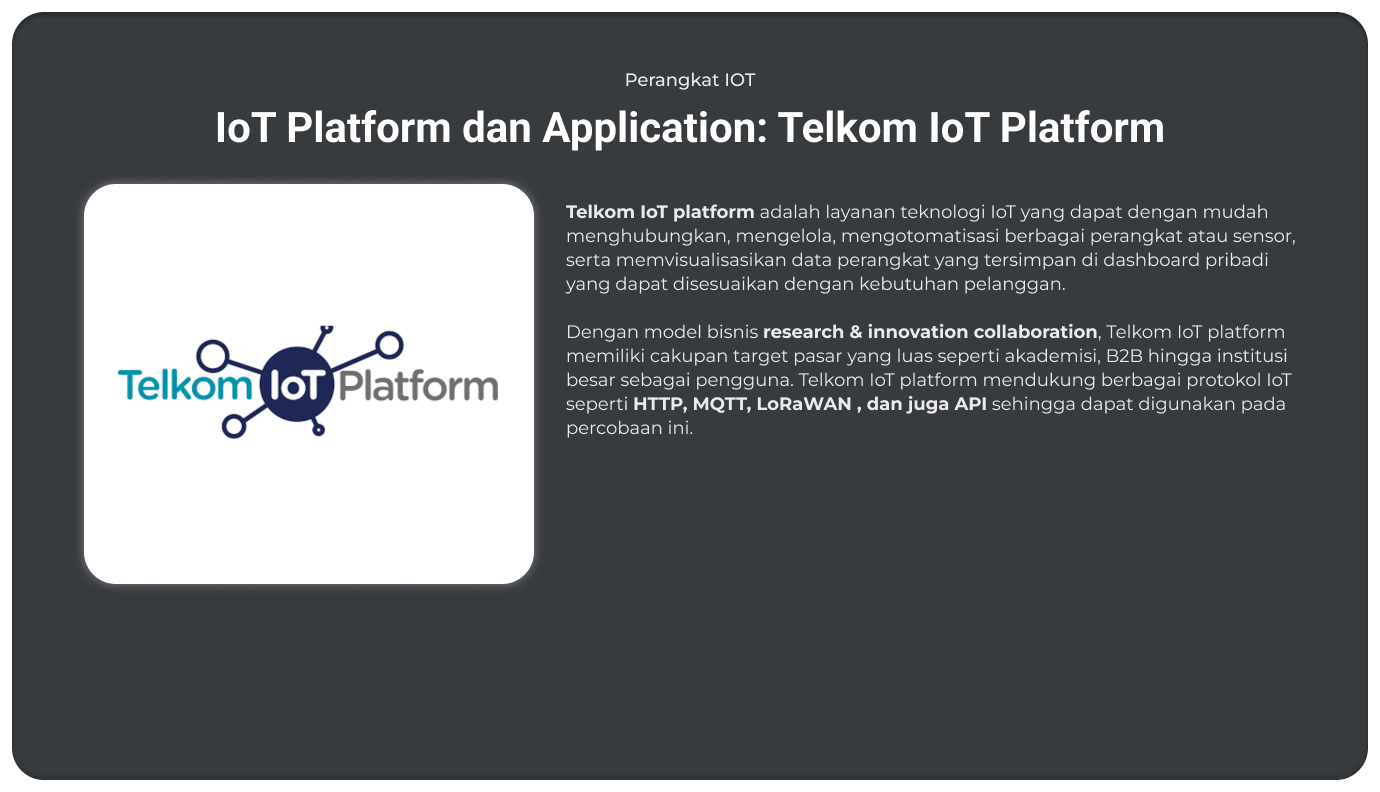 Perangkat IOT
IoT Platform dan Application: Telkom IoT Platform
Telkom IoT Platform
Telkom IoT platform adalah layanan teknologi IoT yang dapat dengan mudah
menghubungkan, mengelola, mengotomatisasi berbagai perangkat atau sensor,
serta memvisualisasikan data perangkat yang tersimpan di dashboard pribadi
yang dapat disesuaikan dengan kebutuhan pelanggan.
Dengan model bisnis research & innovation collaboration, Telkom IoT platform
memiliki cakupan target pasar yang luas seperti akademisi, B2B hingga institusi
besar sebagai pengguna. Telkom IoT platform mendukung berbagai protokol IoT
seperti HTTP, MQTT, LoRaWAN , dan juga API sehingga dapat digunakan pada
percobaan ini.